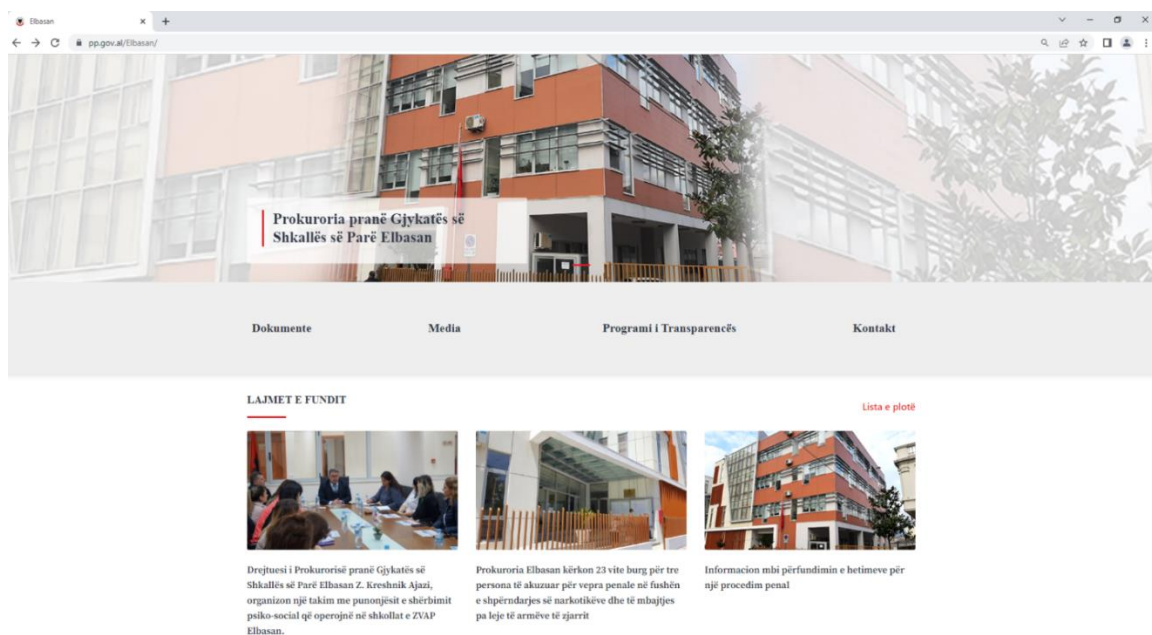 Elbasan
pp.gov.al/Elbasan/
Prokuroria pranë Gjykatës së
Shkallës së Parë Elbasan
Dokumente
Media
Programi i Transparencës
Kontakt
LAJMET E FUNDIT
Lista e plotë
Drejtuesi i Prokurorisë pranë Gjykatës së
Shkallës së Parë Elbasan Z. Kreshnik Ajazi,
organizon një takim me punonjësit e shërbimit
psiko-social që operojnë në shkollat e ZVAP
Elbasan.
Prokuroria Elbasan kërkon 23 vite burg për tre
persona të akuzuar për vepra penale në fushën
e shpërndarjes së narkotikëve dhe të mbajtjes
pa leje të armëve të zjarrit
Informacion mbi përfundimin e hetimeve për
një procedim penal